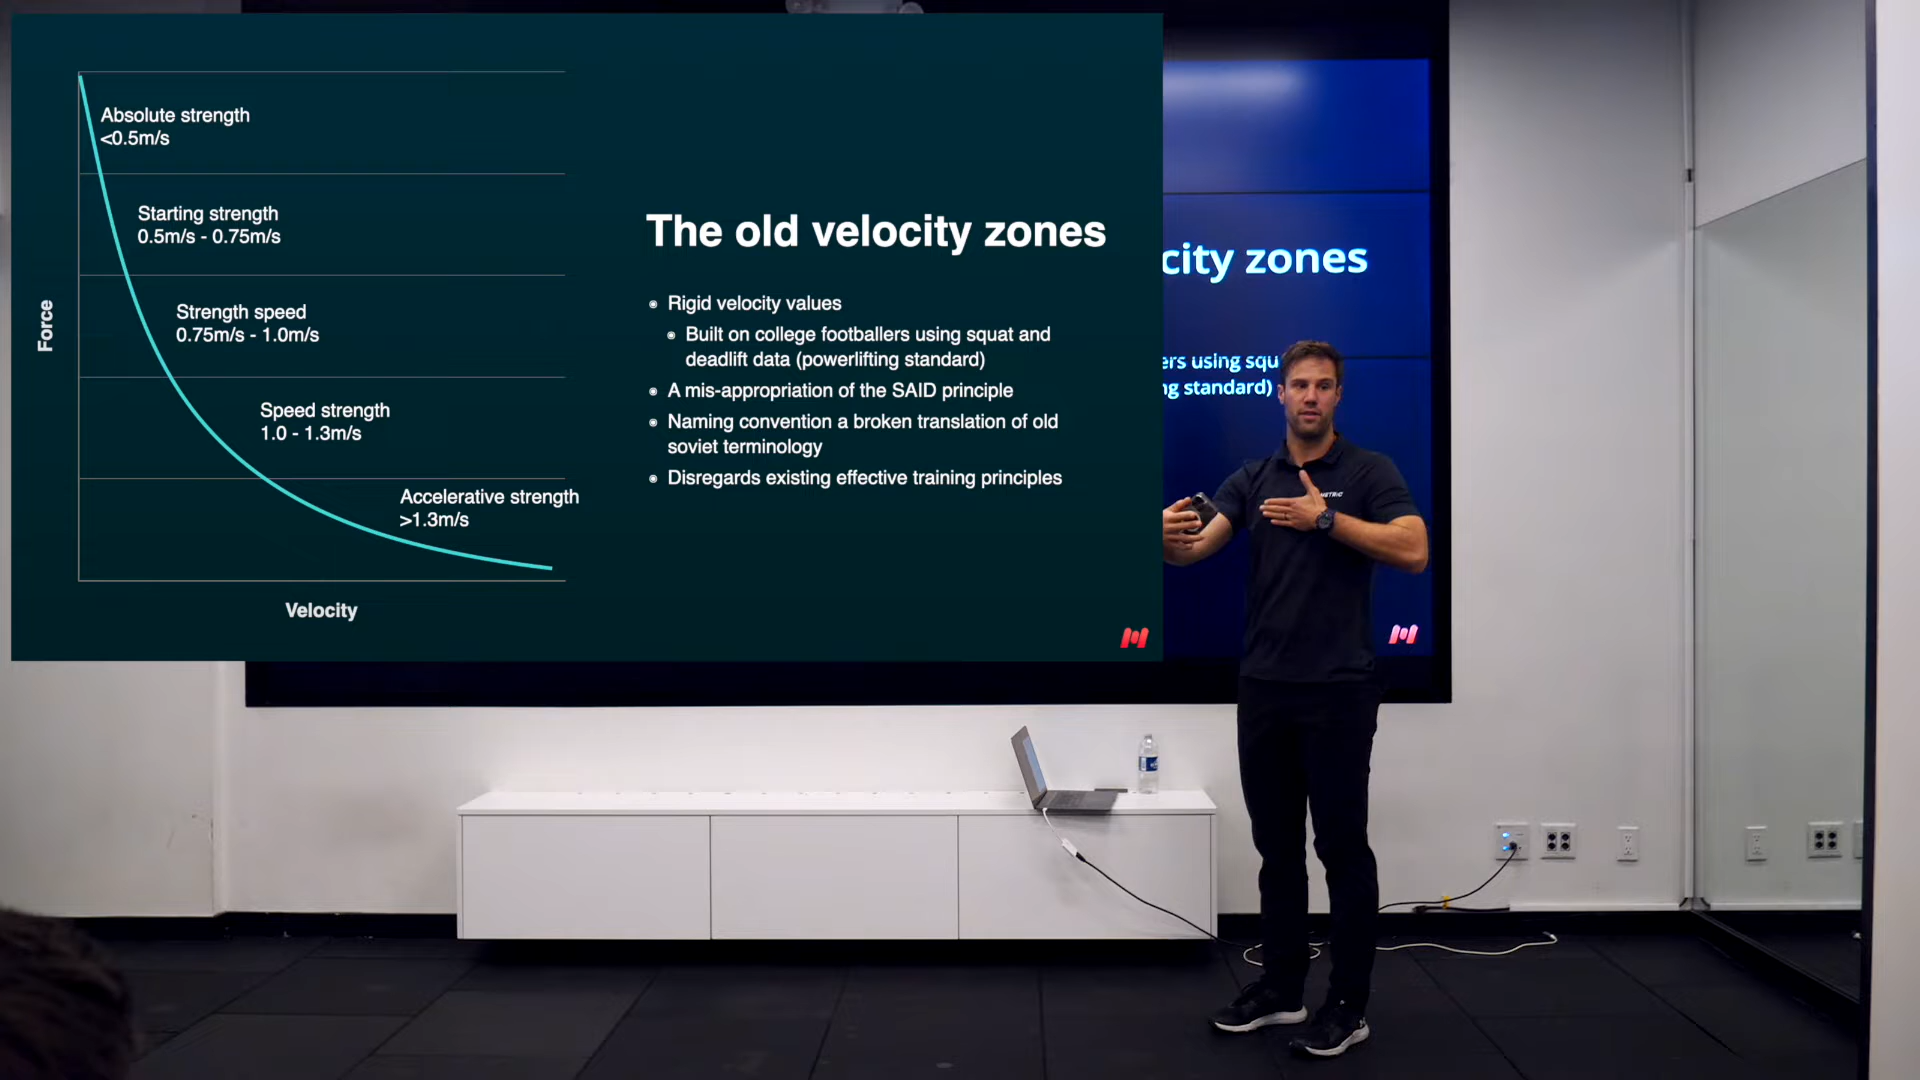 Absolute strength
<0.5m/s
Starting strength
0.5m/s - 0.75m/s
Strength speed
0.75m/s - 1.0m/s
Speed strength
1.0 - 1.3m/s
Accelerative strength
>1.3m/s
Force
Velocity
The old velocity zones
Rigid velocity values
Built on college footballers using squat and
deadlift data (powerlifting standard)
A mis-appropriation of the SAID principle
Naming convention a broken translation of old
soviet terminology
Disregards existing effective training principles
city zones
ers using squ
ng standard)
METRIC